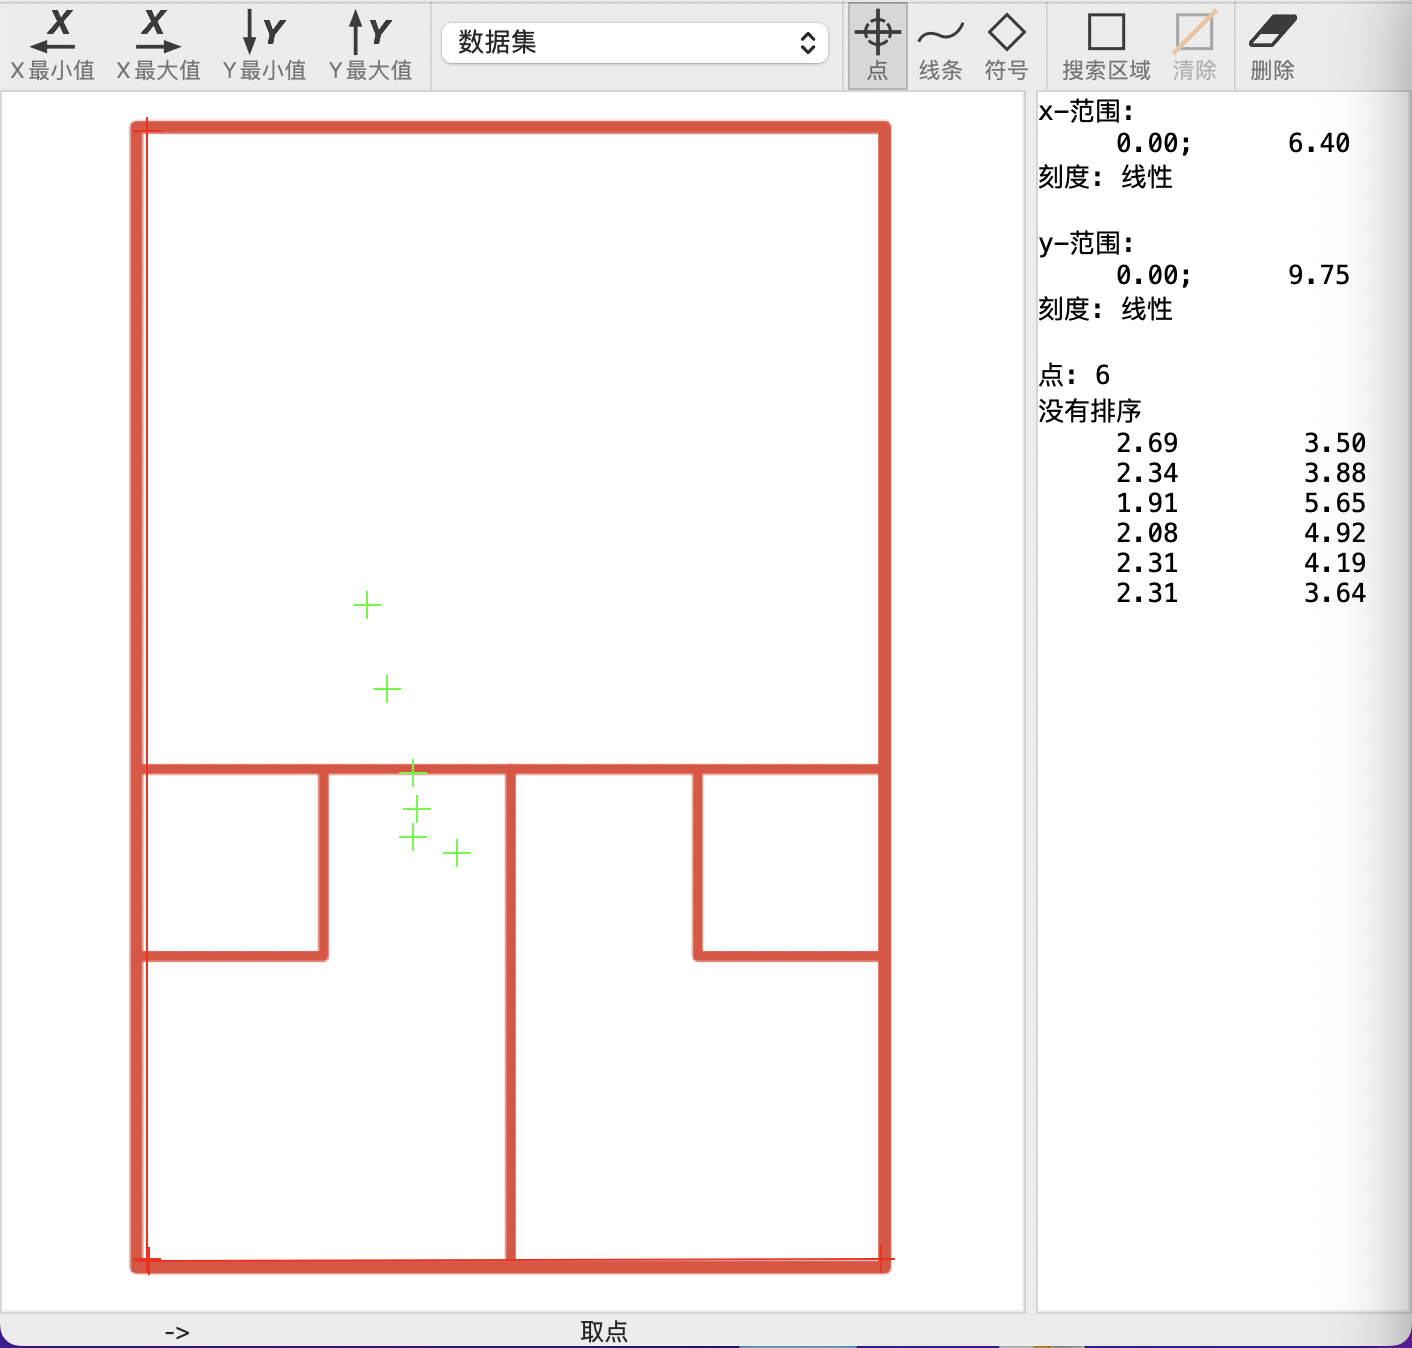 X X Y Y
X最小值 X最大值 Y最小值 Y最大值 数据集 点 线条 符号 搜索区域 清除 删除
x-范围:
0.00; 6.40
刻度: 线性
y-范围:
0.00; 9.75
刻度: 线性
点: 6
没有排序
2.69 3.50
2.34 3.88
1.91 5.65
2.08 4.92
2.31 4.19
2.31 3.64
-> 取点